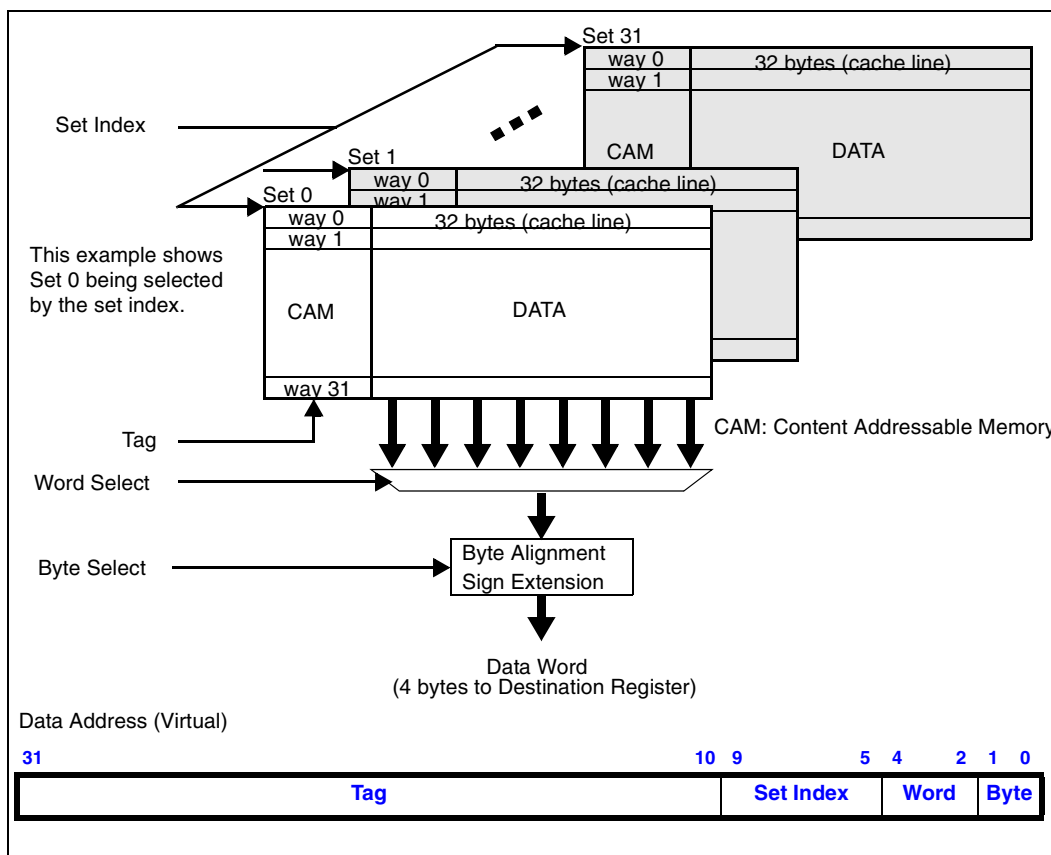 Set 31
way 0 32 bytes (cache line)
way 1
Set Index
CAM DATA
Set 1
way 0 32 bytes (cache line)
way 1
Set 0
way 0 32 bytes (cache line)
way 1
This example shows
Set 0 being selected
by the set index.
CAM DATA
way 31
Tag
CAM: Content Addressable Memory
Word Select
Byte Select
Byte Alignment
Sign Extension
Data Word
(4 bytes to Destination Register)
Data Address (Virtual)
31 10 9 5 4 2 1 0
Tag Set Index Word Byte